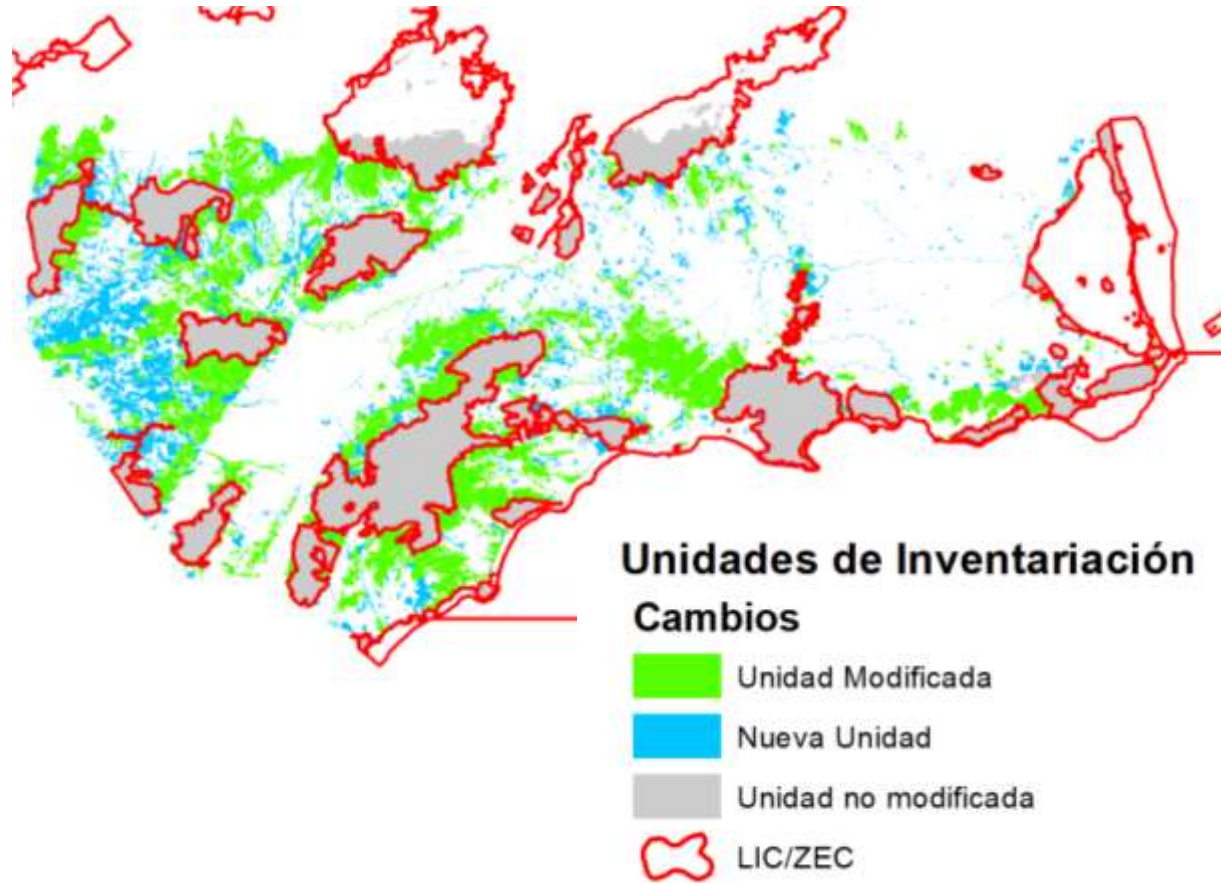 Unidades de Inventariación
Cambios
Unidad Modificada
Nueva Unidad
Unidad no modificada
LIC/ZEC